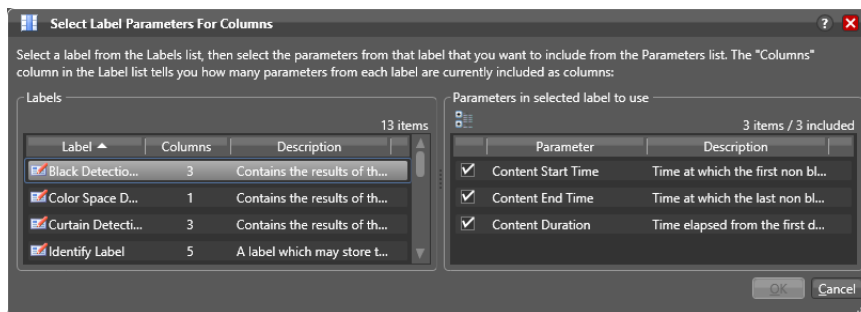 Select Label Parameters For Columns
?
Select a label from the Labels list, then select the parameters from that label that you want to include from the Parameters list. The "Columns"
column in the Label list tells you how many parameters from each label are currently included as columns:
Labels
13 items
Label Columns Description
Black Detectio... 3 Contains the results of th...
Color Space D... 1 Contains the results of th...
Curtain Detecti... 3 Contains the results of th...
Identify Label 5 A label which may store t...
Parameters in selected label to use
3 items / 3 included
Parameter Description
Content Start Time Time at which the first non bl...
Content End Time Time at which the last non bl...
Content Duration Time elapsed from the first d...
OK Cancel